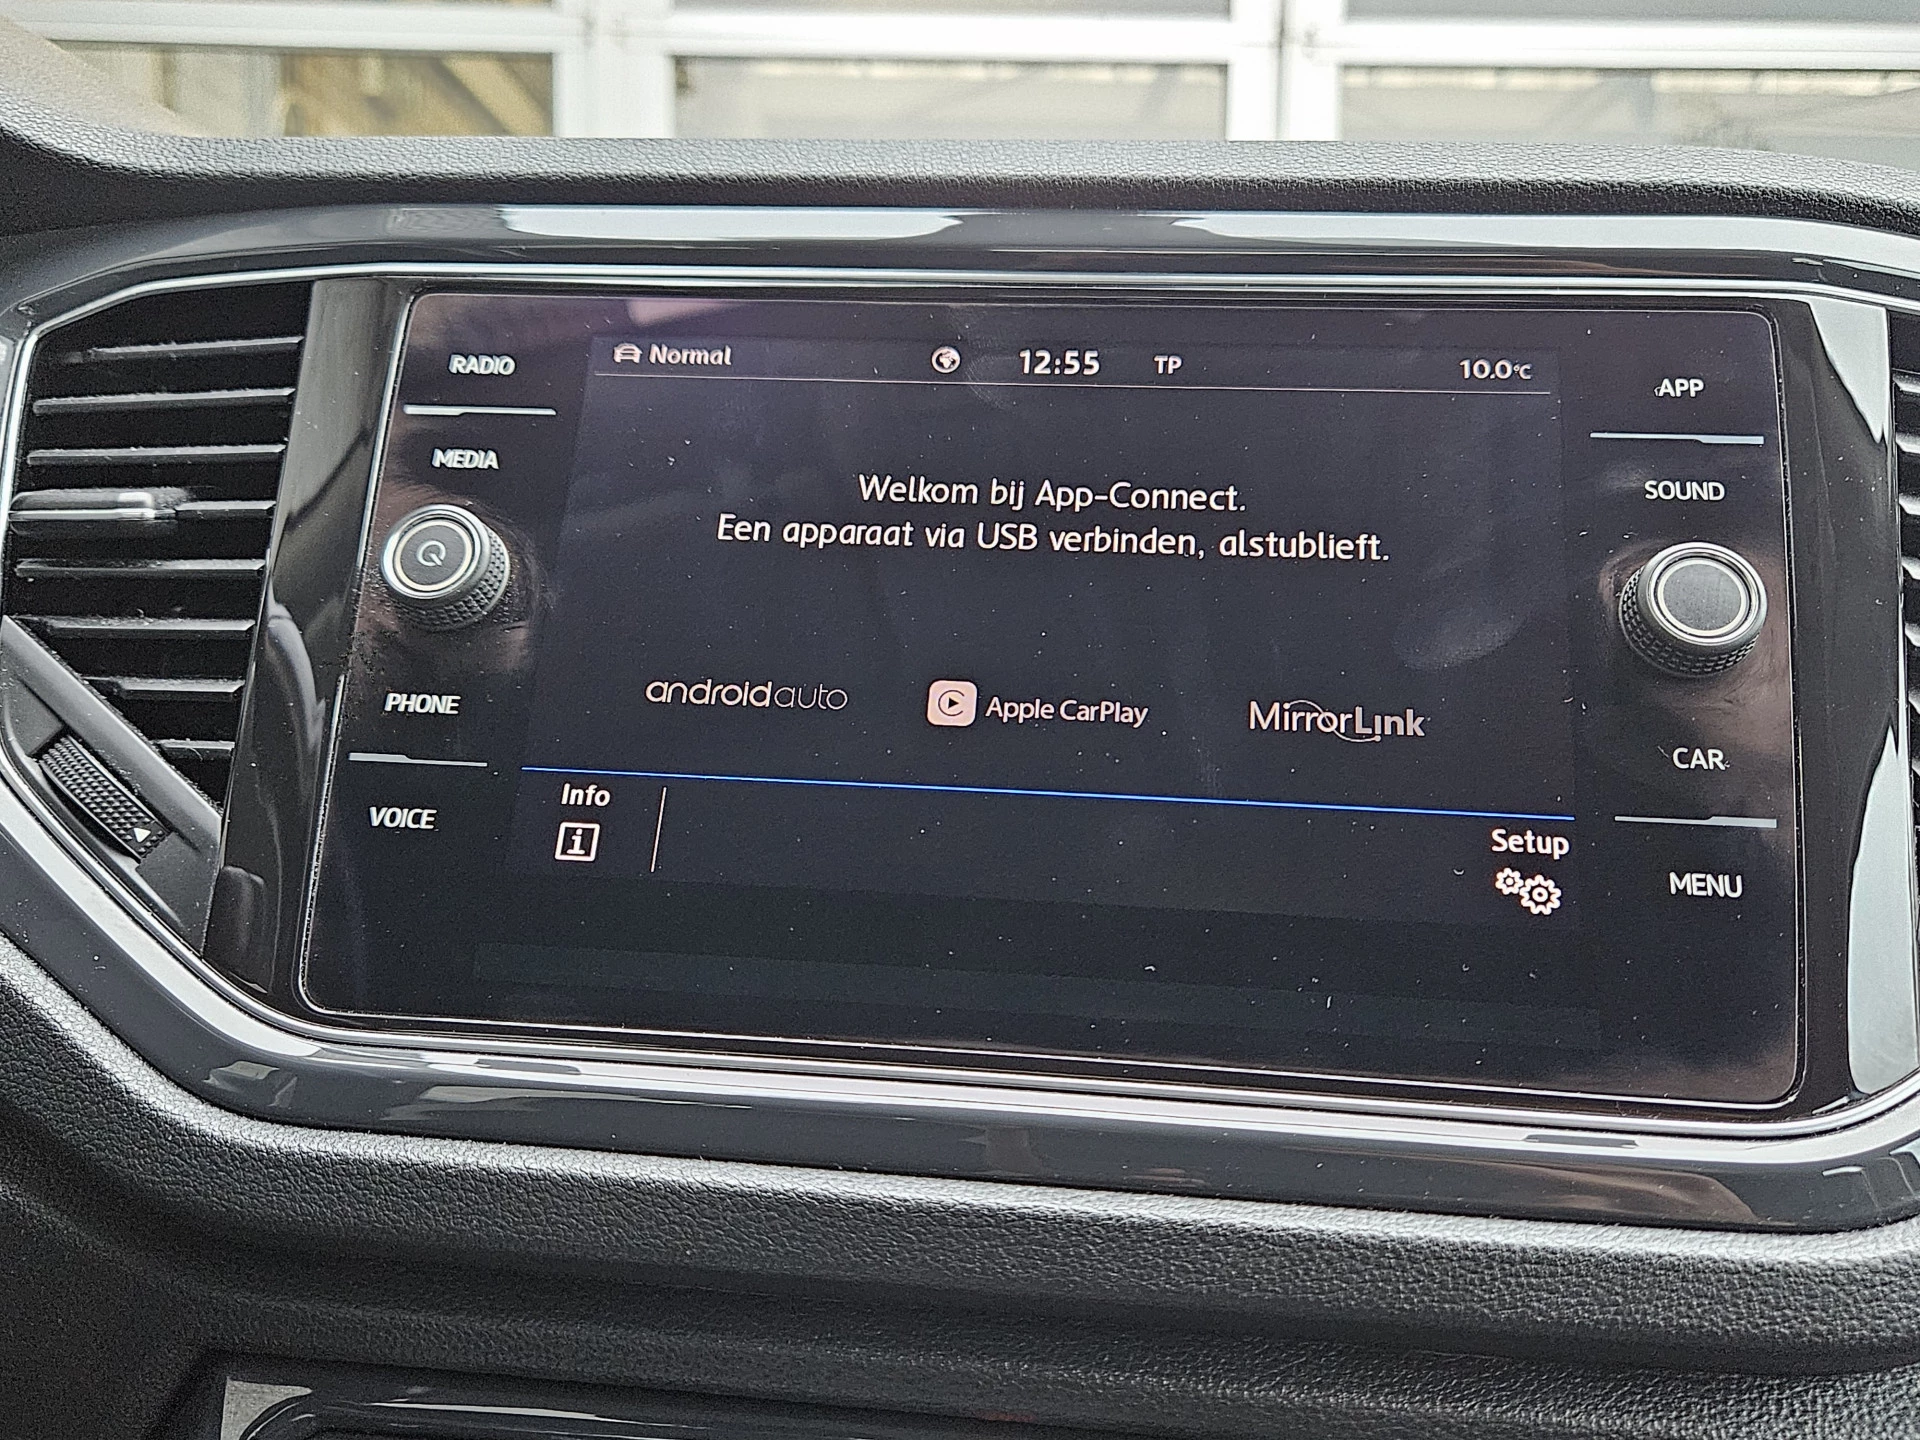 RADIO
MEDIA
PHONE
VOICE
Normal 12:55 TP 10.0°C
Welkom bij App-Connect.
Een apparaat via USB verbinden, alstublieft.
androidauto
Apple CarPlay
MirrorLink
Info
i
Setup
APP
SOUND
CAR
MENU